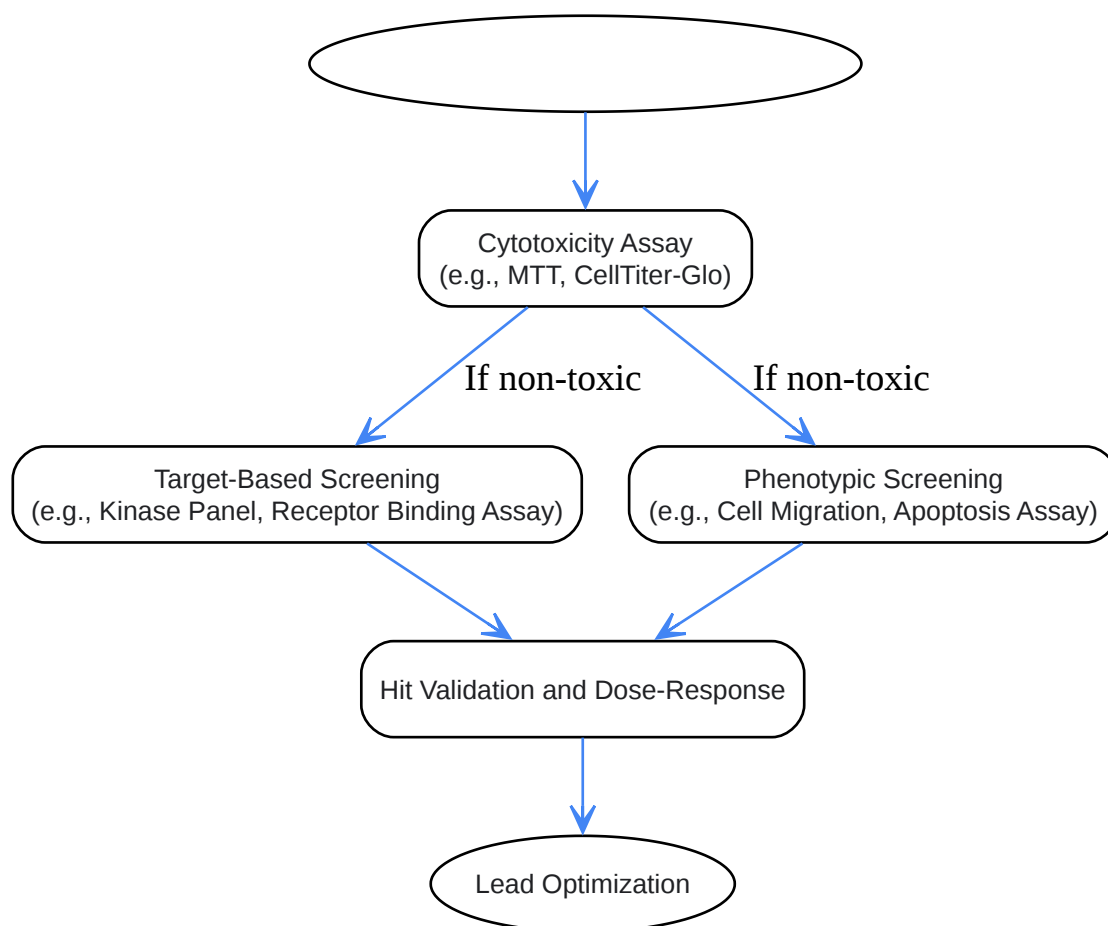 Cytotoxicity Assay
(e.g., MTT, CellTiter-Glo)
If non-toxic
If non-toxic
Target-Based Screening
(e.g., Kinase Panel, Receptor Binding Assay)
Phenotypic Screening
(e.g., Cell Migration, Apoptosis Assay)
Hit Validation and Dose-Response
Lead Optimization